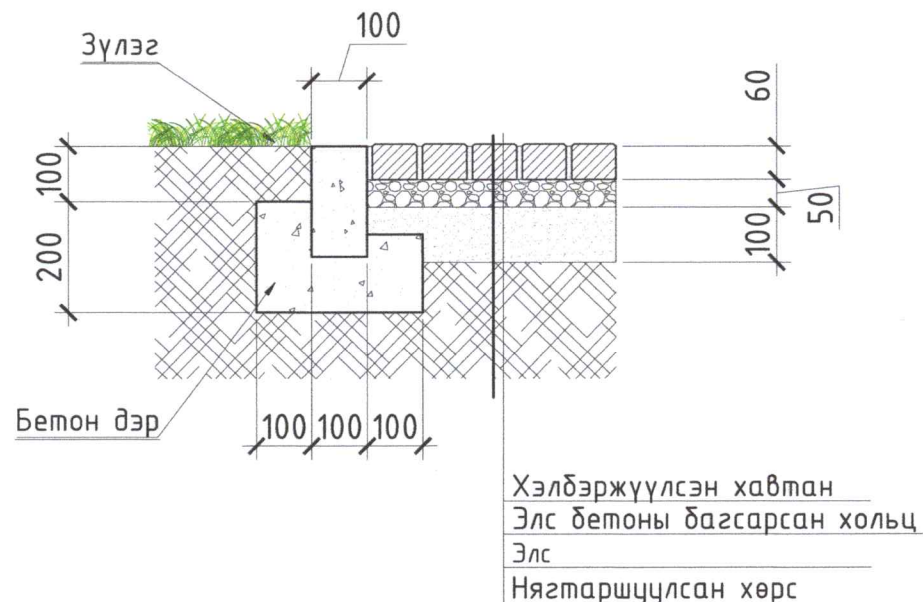 100
Зүлэг
60
100
200
50
100
Бетон дэр
100 100 100
Хэлбэржүүлсэн хавтан
Элс бетоны багсарсан хольц
Элс
Нягтаршуулсан хөрс